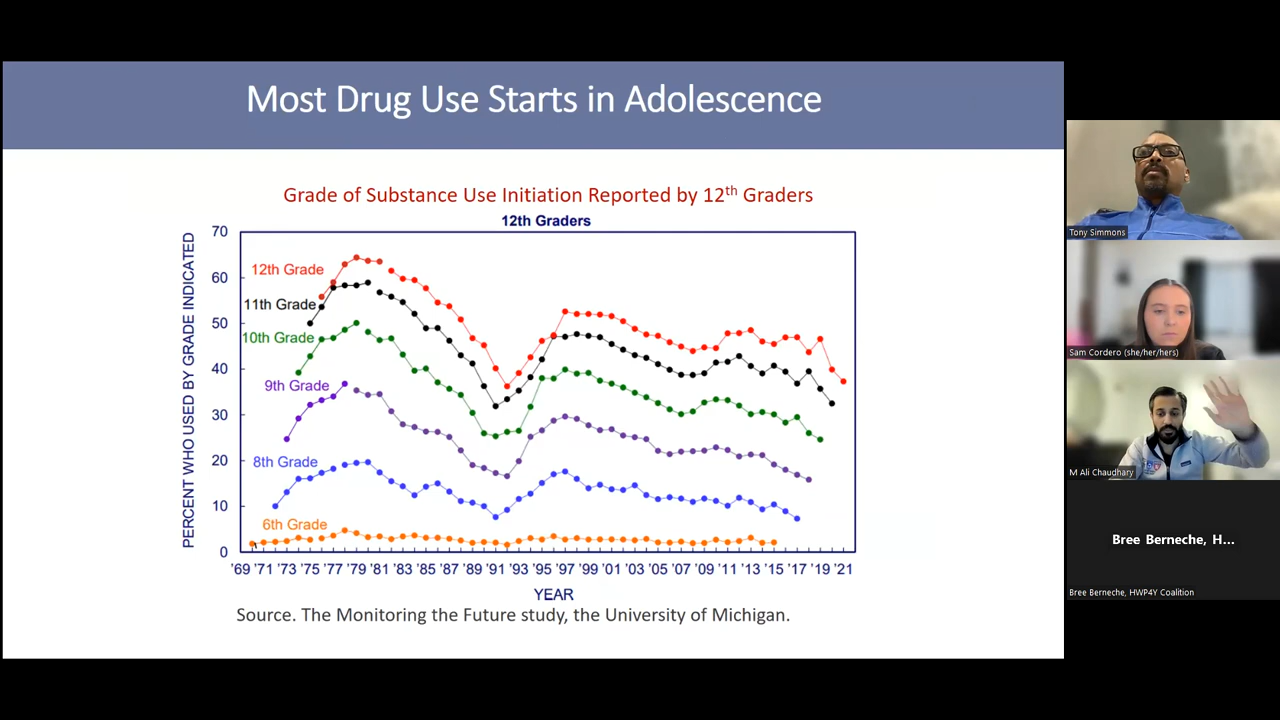 Most Drug Use Starts in Adolescence
Grade of Substance Use Initiation Reported by 12th Graders
12th Graders
PERCENT WHO USED BY GRADE INDICATED
70
60
50
40
30
20
10
0
12th Grade
11th Grade
10th Grade
9th Grade
8th Grade
6th Grade
'69 '71 '73 '75 '77 '79 '81 '83 '85 '87 '89 '91 '93 '95 '97 '99 '01 '03 '05 '07 '09 '11 '13 '15 '17 '19 '21
YEAR
Source. The Monitoring the Future study, the University of Michigan.
Tony Simmons
Sam Cordero (she/her/hers)
M Ali Chaudhary
Bree Berneche, H...
Bree Berneche, HWP4Y Coalition